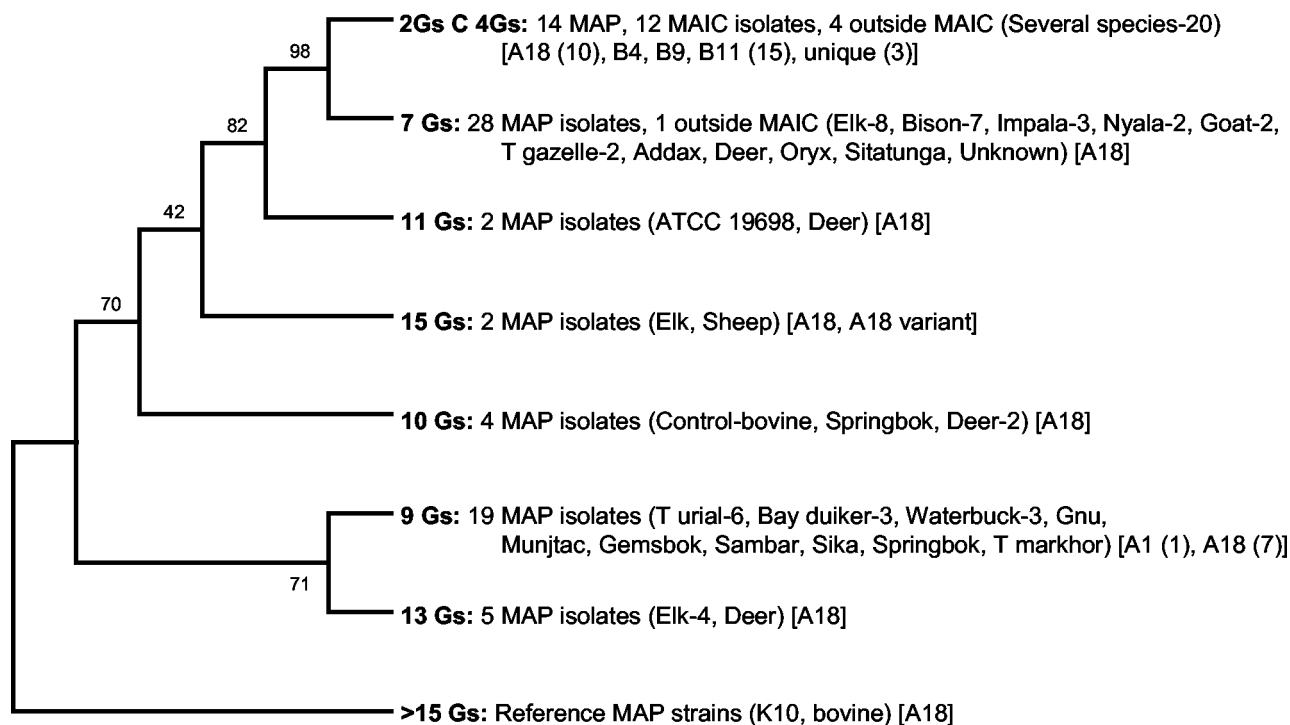 2Gs C 4Gs: 14 MAP, 12 MAIC isolates, 4 outside MAIC (Several species-20)
[A18 (10), B4, B9, B11 (15), unique (3)]
98
7 Gs: 28 MAP isolates, 1 outside MAIC (Elk-8, Bison-7, Impala-3, Nyala-2, Goat-2,
T gazelle-2, Addax, Deer, Oryx, Sitatunga, Unknown) [A18]
82
11 Gs: 2 MAP isolates (ATCC 19698, Deer) [A18]
42
15 Gs: 2 MAP isolates (Elk, Sheep) [A18, A18 variant]
70
10 Gs: 4 MAP isolates (Control-bovine, Springbok, Deer-2) [A18]
9 Gs: 19 MAP isolates (T urial-6, Bay duiker-3, Waterbuck-3, Gnu,
Munjtac, Gemsbok, Sambar, Sika, Springbok, T markhor) [A1 (1), A18 (7)]
71
13 Gs: 5 MAP isolates (Elk-4, Deer) [A18]
>15 Gs: Reference MAP strains (K10, bovine) [A18]